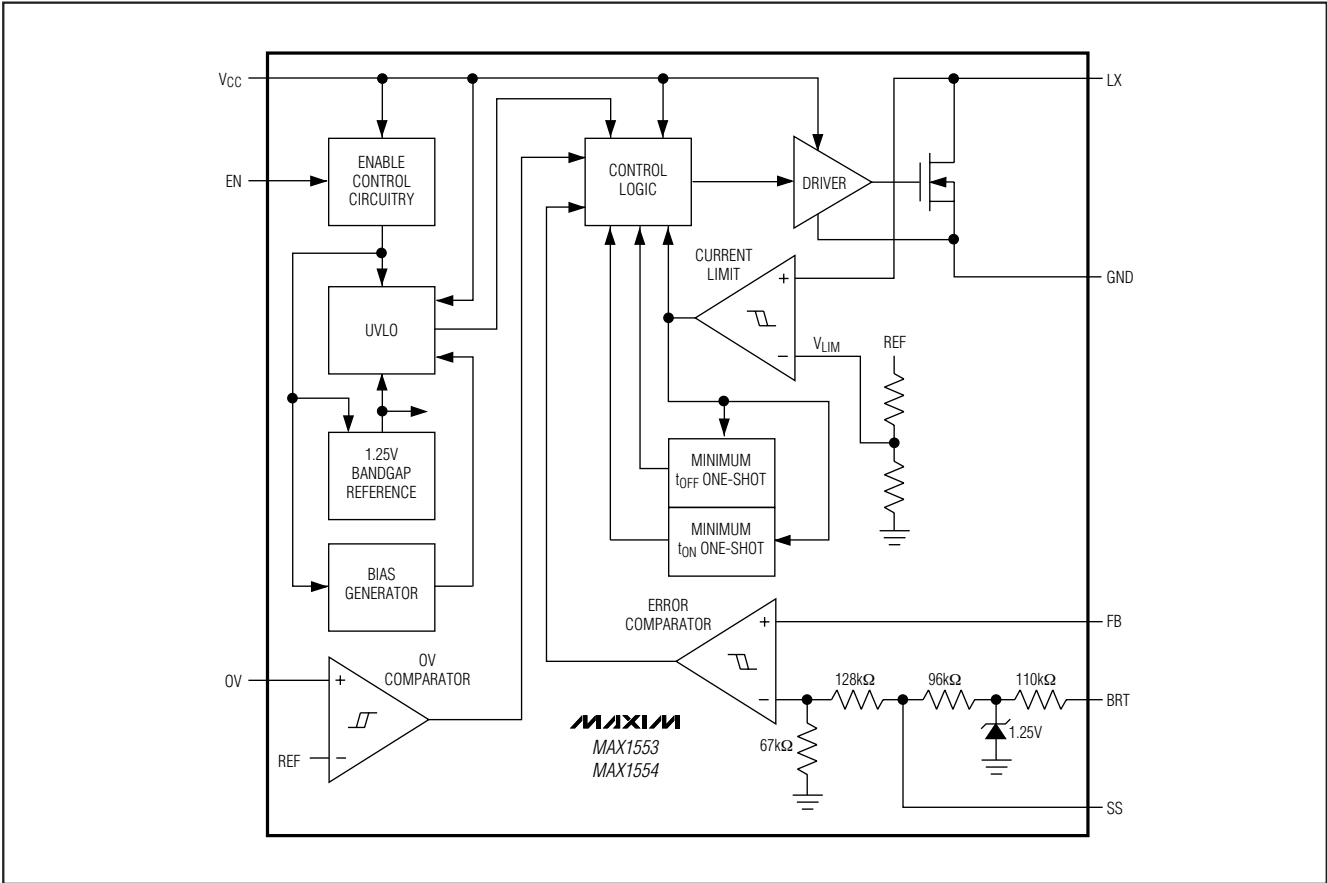 VCC
LX
EN
ENABLE
CONTROL
CIRCUITRY
CONTROL
LOGIC
DRIVER
GND
CURRENT
LIMIT
+
−
UVLO
VLIM
REF
1.25V
BANDGAP
REFERENCE
MINIMUM
tOFF ONE-SHOT
MINIMUM
tON ONE-SHOT
BIAS
GENERATOR
ERROR
COMPARATOR
+
−
FB
OV
OV
COMPARATOR
+
−
REF
128kΩ
96kΩ
110kΩ
BRT
67kΩ
1.25V
MAXIM
MAX1553
MAX1554
SS